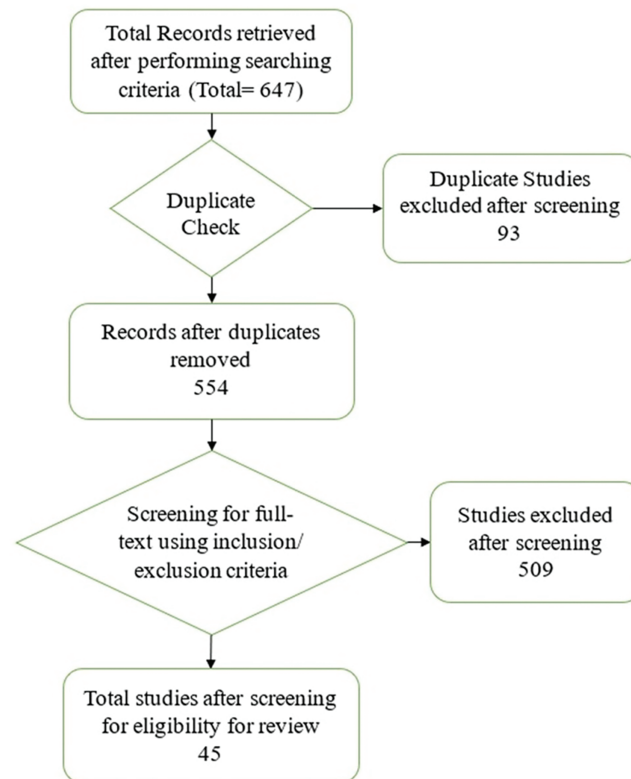 Total Records retrieved
after performing searching
criteria (Total= 647)
Duplicate
Check
Duplicate Studies
excluded after screening
93
Records after duplicates
removed
554
Screening for full-
text using inclusion/
exclusion criteria
Studies excluded
after screening
509
Total studies after screening
for eligibility for review
45